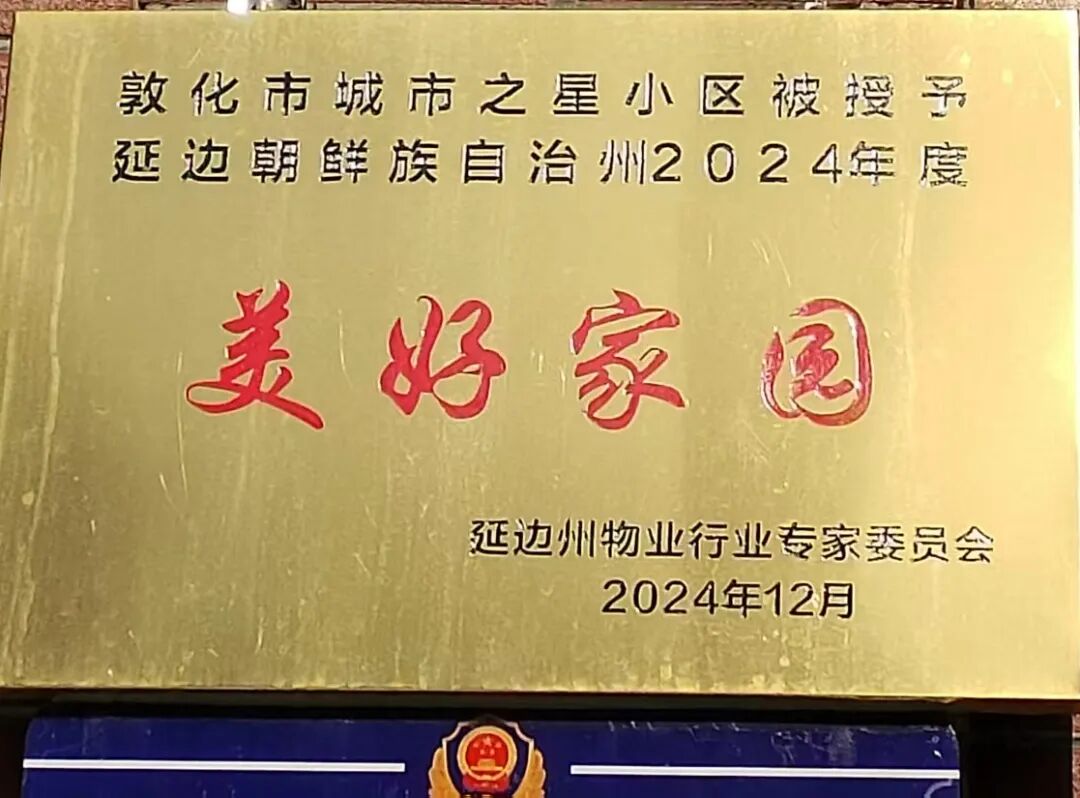 敦化市城市之星小区被授予
延边朝鲜族自治州2024年度
美好家园
延边州物业行业专家委员会
2024年12月